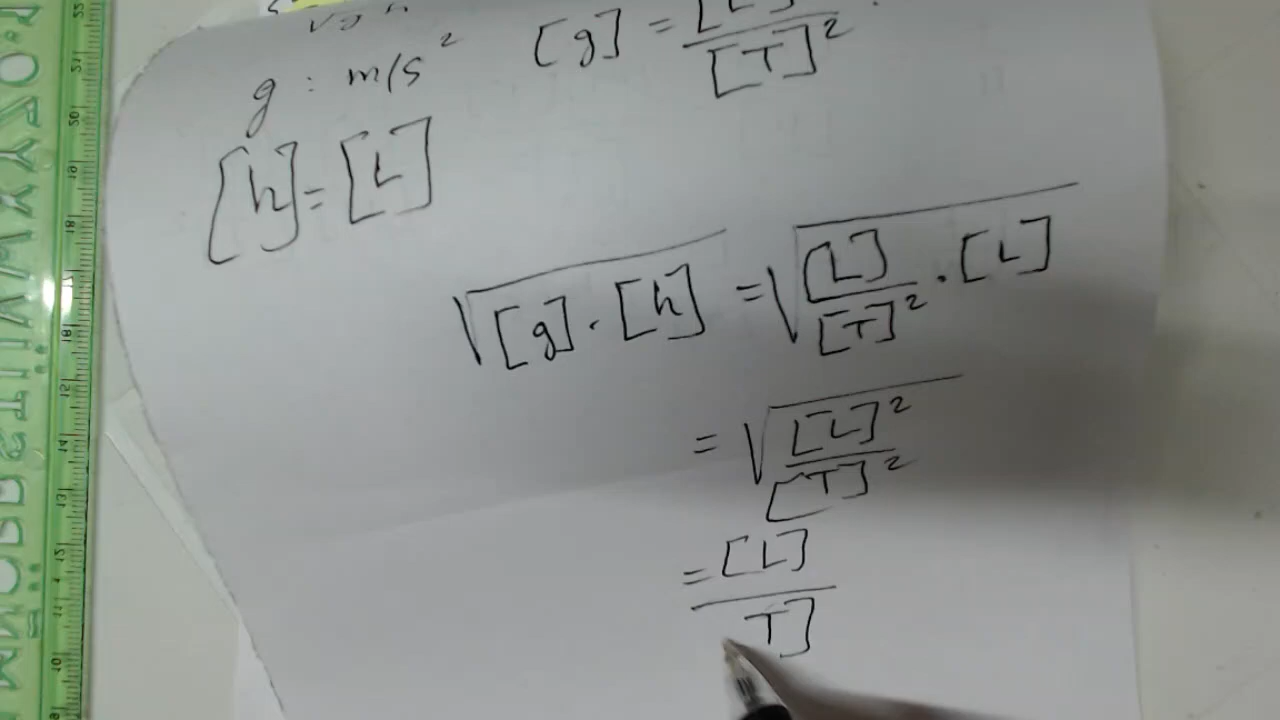 [g] = [L] / [T]²
g : m/s²
[h] = [L]
√([g] · [h]) = √([L] / [T]² · [L])
= √([L]² / [T]²)
= [L] / T]